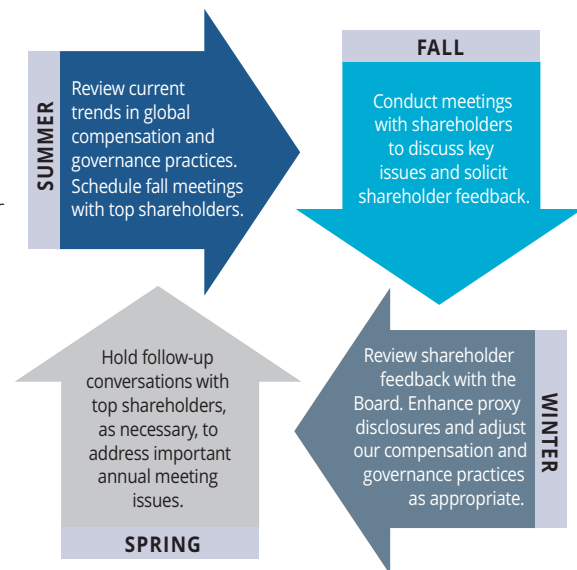 SUMMER
Review current
trends in global
compensation and
governance practices.
Schedule fall meetings
with top shareholders.
FALL
Conduct meetings
with shareholders
to discuss key
issues and solicit
shareholder feedback.
r
WINTER
Review shareholder
feedback with the
Board. Enhance proxy
disclosures and adjust
our compensation and
governance practices
as appropriate.
Hold follow-up
conversations with
top shareholders,
as necessary, to
address important
annual meeting
issues.
SPRING